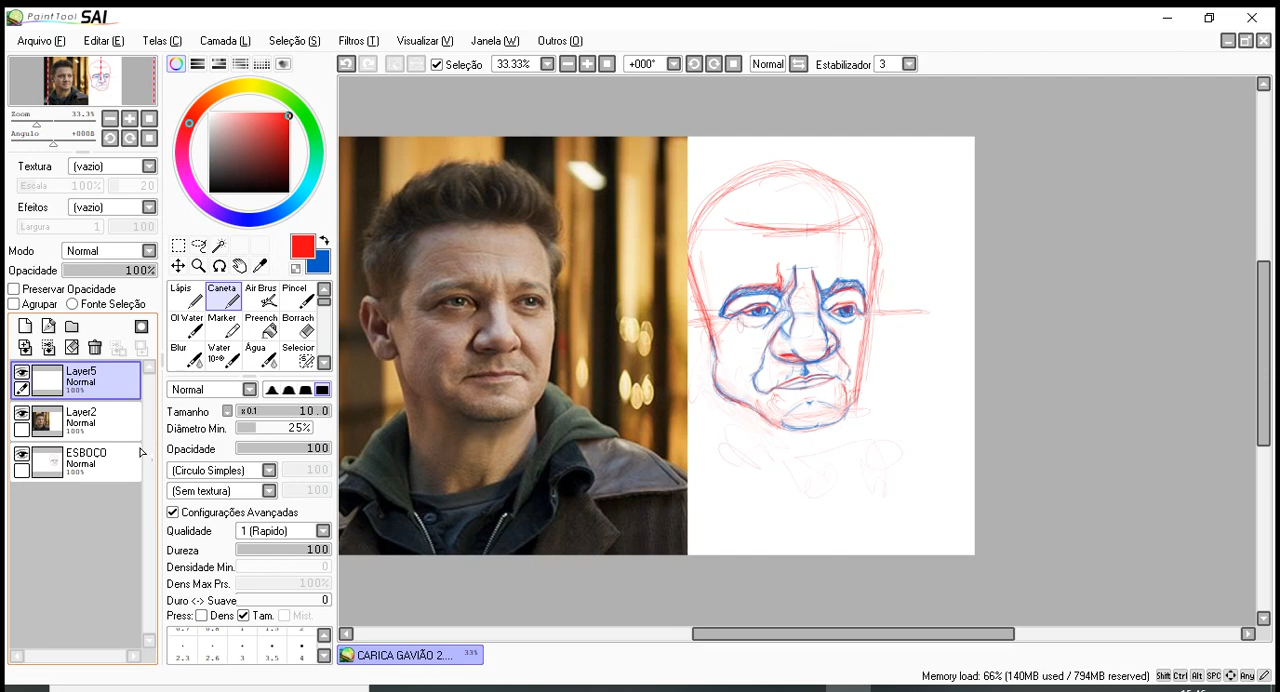 PaintTool SAI
Arquivo (F) Editar (E) Telas (C) Camada (L) Seleção (S) Filtros (T) Visualizar (V) Janela (W) Outros (O)
Seleção 33.33% +000° Normal Estabilizador 3
Zoom 33.3%
Angulo +000B
Textura (vazio)
Escala 100% 20
Efeitos (vazio)
Largura 1 100
Modo Normal
Opacidade 100%
Preservar Opacidade
Agrupar Fonte Seleção
Layer5
Normal
100%
Layer2
Normal
100%
ESBOCO
Normal
100%
Lápis Caneta Air Brus Pincel
Ol Water Marker Preench Borrach
Blur Water 10⁰⁰ Água Selecior
Normal
Tamanho x 0.1 10.0
Diâmetro Min. 25%
Opacidade 100
(Circulo Simples) 100
(Sem textura) 100
Configurações Avançadas
Qualidade 1 (Rapido)
Dureza 100
Densidade Min. 0
Dens Max Prs. 100%
Duro <-> Suave 0
Press: Dens Tam. Mist.
2.3 2.6 3 3.5 4
CARICA GAVIÃO 2.... 33%
Memory load: 66% (140MB used / 794MB reserved) Shift Ctrl Alt SPC Any